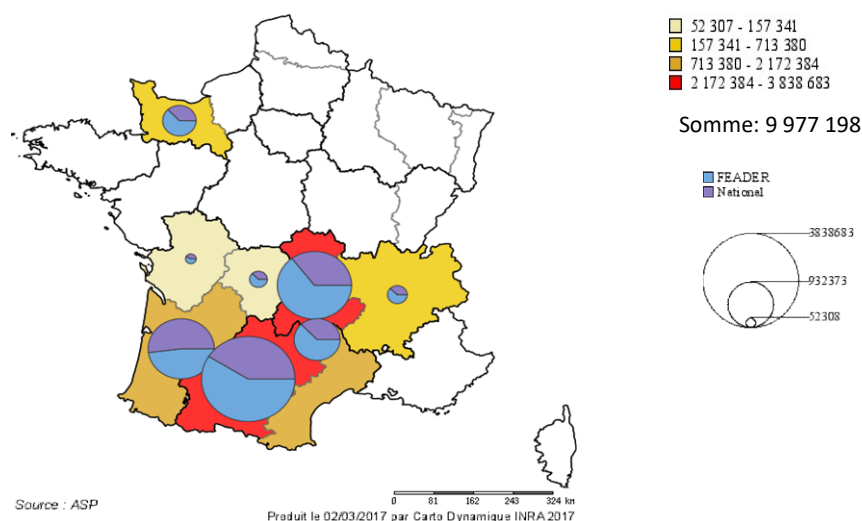 52 307 - 157 341
157 341 - 713 380
713 380 - 2 172 384
2 172 384 - 3 838 683
Somme: 9 977 198
FEADER
National
3838683
932373
52308
0 81 162 243 324 km
Source : ASP
Produit le 02/03/2017 par Carto Dynamique INRA 2017